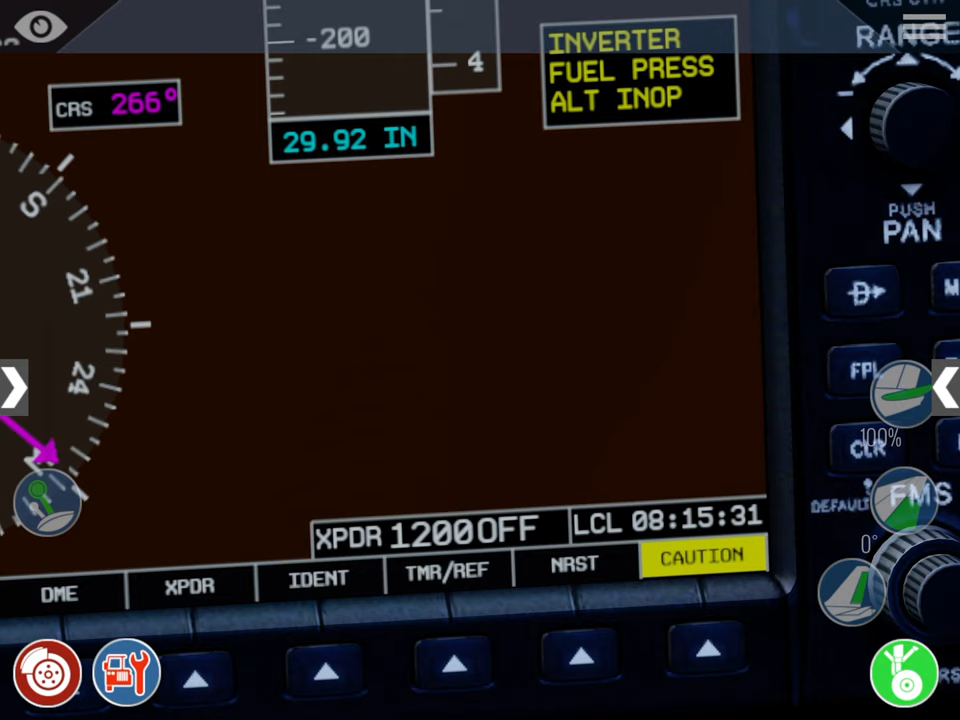 RANGE
-200
4
INVERTER
FUEL PRESS
ALT INOP
CRS 266°
29.92 IN
PUSH
PAN
S
21
24
D
FPL
100%
CLR
DEFAULT
FMS
0°
XPDR 1200 OFF
LCL 08:15:31
DME
XPDR
IDENT
TMR/REF
NRST
CAUTION